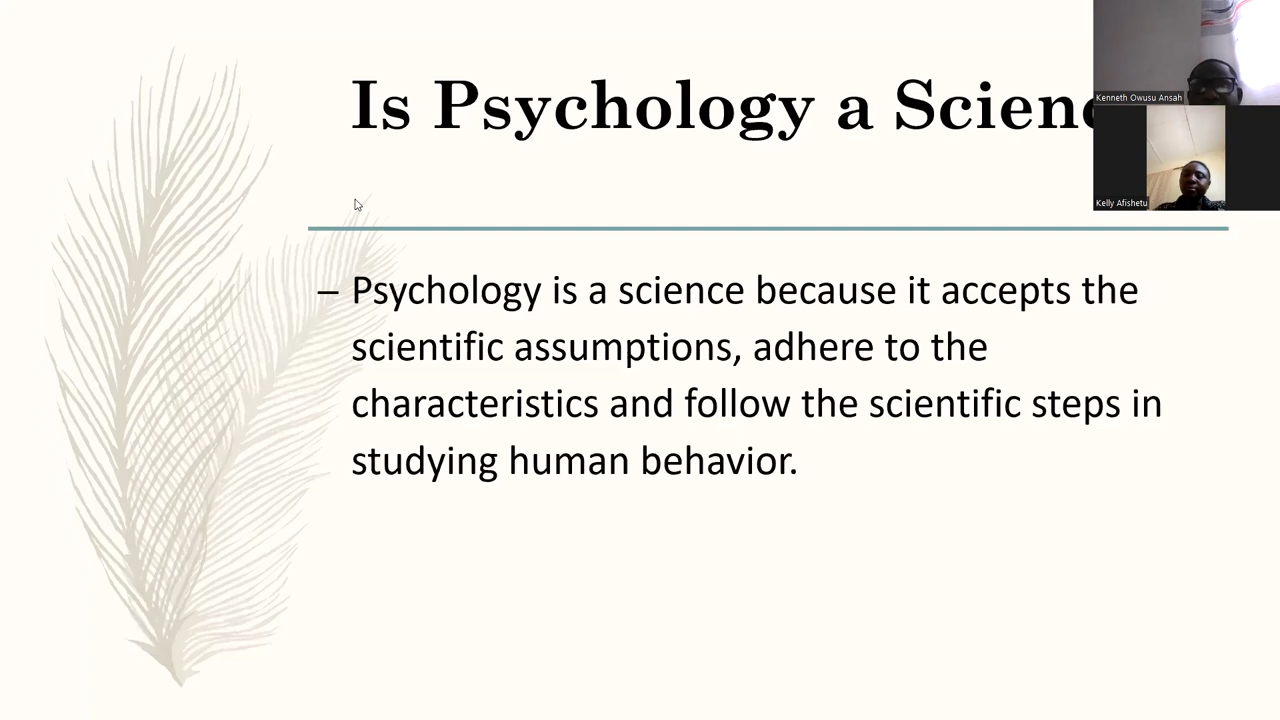 Is Psychology a Scienc
Kenneth Owusu Ansah
Kelly Afishetu
– Psychology is a science because it accepts the
scientific assumptions, adhere to the
characteristics and follow the scientific steps in
studying human behavior.